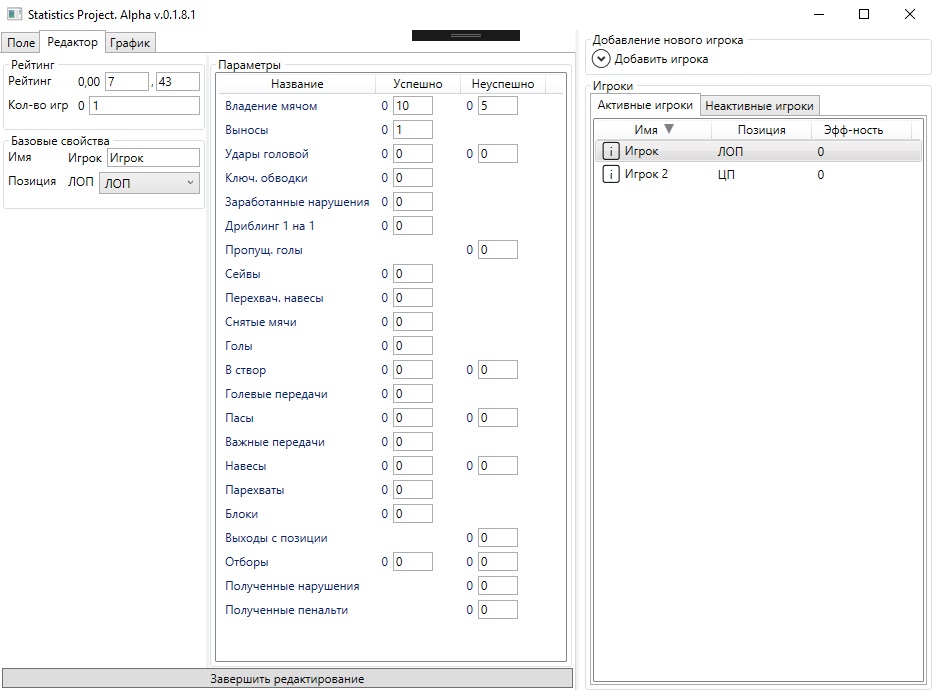 Statistics Project. Alpha v.0.1.8.1
Поле Редактор График
Рейтинг
Рейтинг 0,00 7 , 43
Кол-во игр 0 1
Базовые свойства
Имя Игрок Игрок
Позиция ЛОП ЛОП
Параметры
Название Успешно Неуспешно
Владение мячом 0 10 0 5
Выносы 0 1
Удары головой 0 0 0 0
Ключ. обводки 0 0
Заработанные нарушения 0 0
Дриблинг 1 на 1 0 0
Пропущ. голы 0 0
Сейвы 0 0
Перехвач. навесы 0 0
Снятые мячи 0 0
Голы 0 0
В створ 0 0 0 0
Голевые передачи 0 0
Пасы 0 0 0 0
Важные передачи 0 0
Навесы 0 0 0 0
Парехваты 0 0
Блоки 0 0
Выходы с позиции 0 0
Отборы 0 0 0 0
Полученные нарушения 0 0
Полученные пенальти 0 0
Завершить редактирование
Добавление нового игрока
Добавить игрока
Игроки
Активные игроки Неактивные игроки
Имя Позиция Эфф-ность
i Игрок ЛОП 0
i Игрок 2 ЦП 0